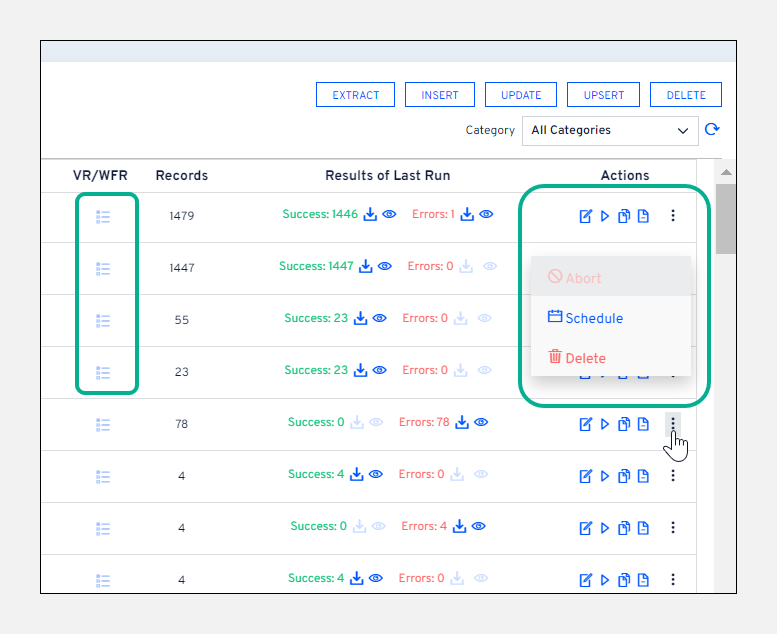 EXTRACT INSERT UPDATE UPSERT DELETE
Category All Categories
VR/WFR Records Results of Last Run Actions
1479 Success: 1446 Errors: 1
1447 Success: 1447 Errors: 0
Abort
55 Success: 23 Errors: 0 Schedule
Delete
23 Success: 23 Errors: 0
78 Success: 0 Errors: 78
4 Success: 4 Errors: 0
4 Success: 0 Errors: 4
4 Success: 4 Errors: 0